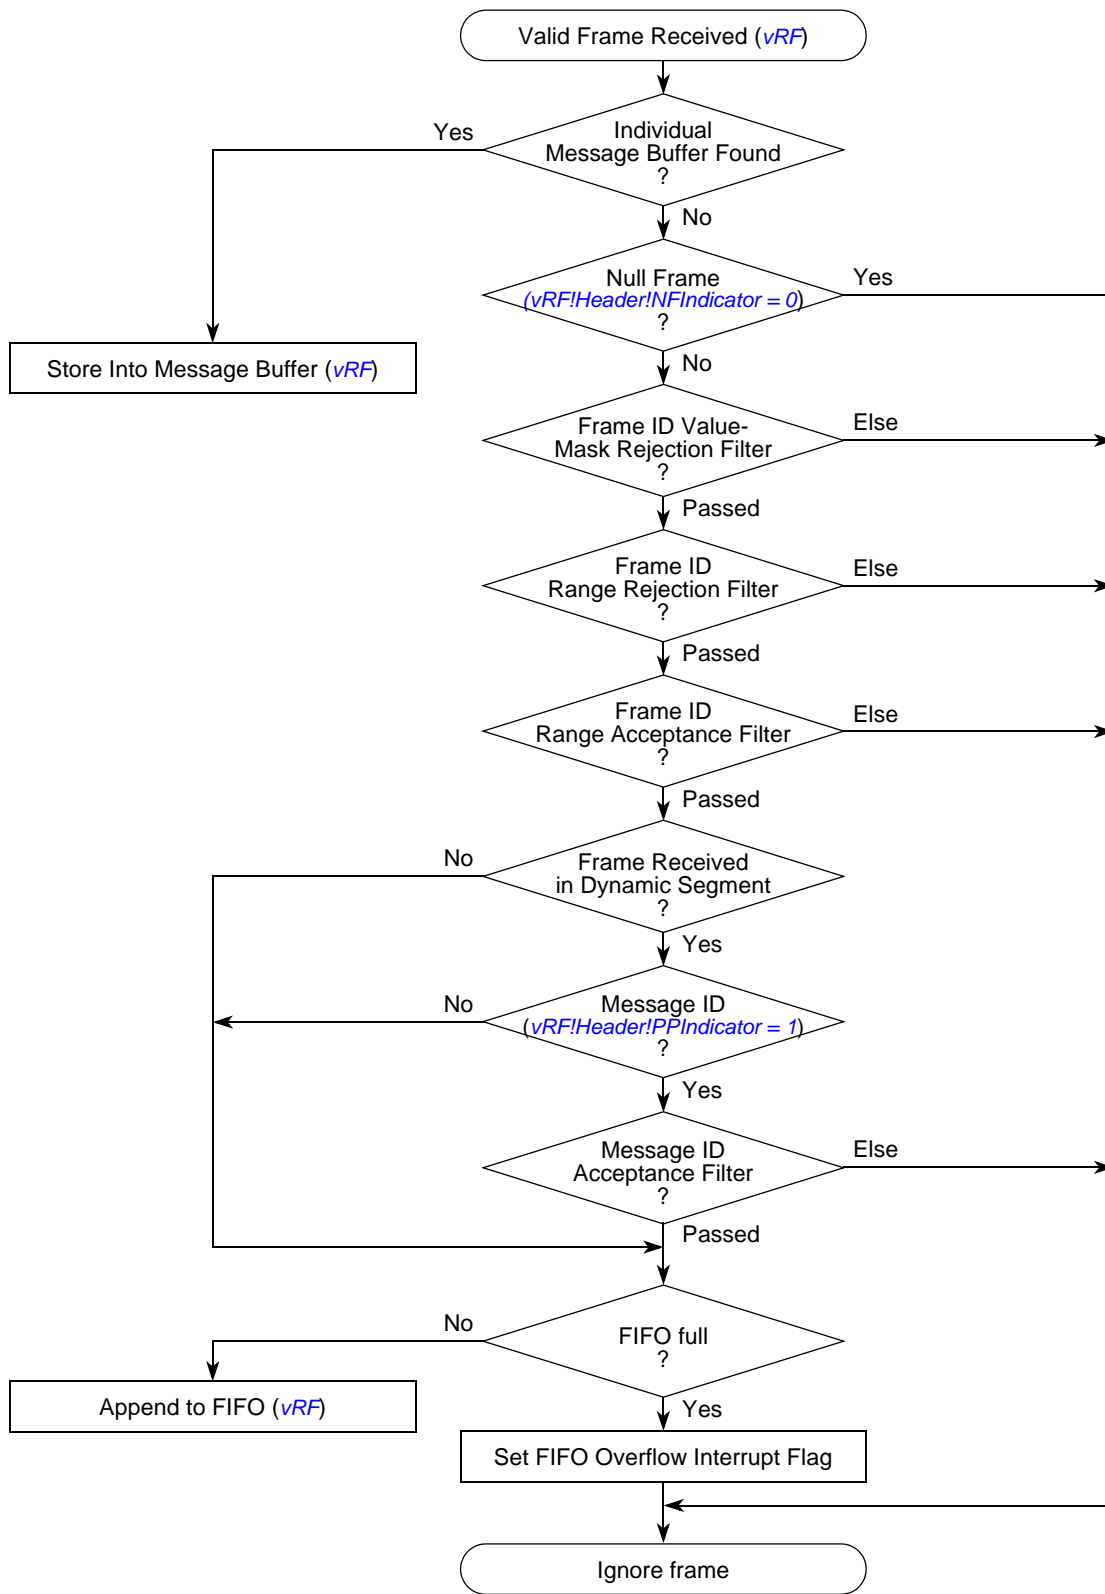 Valid Frame Received (vRF)
Yes
Individual
Message Buffer Found
?
No
Null Frame
(vRF!Header!NFIndicator = 0)
?
Yes
Store Into Message Buffer (vRF)
No
Frame ID Value-
Mask Rejection Filter
?
Else
Passed
Frame ID
Range Rejection Filter
?
Else
Passed
Frame ID
Range Acceptance Filter
?
Else
Passed
No
Frame Received
in Dynamic Segment
?
Yes
No
Message ID
(vRF!Header!PPIndicator = 1)
?
Yes
Message ID
Acceptance Filter
?
Else
Passed
No
FIFO full
?
Append to FIFO (vRF)
Yes
Set FIFO Overflow Interrupt Flag
Ignore frame